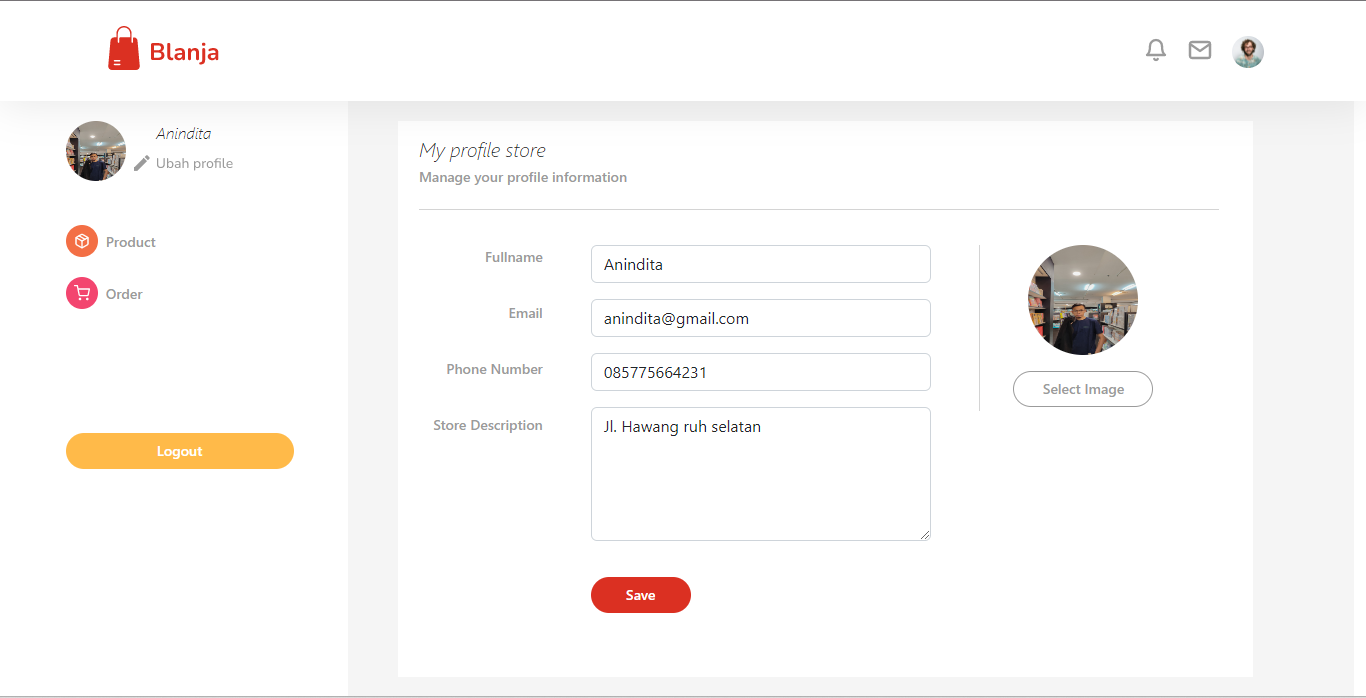 Blanja
Anindita
Ubah profile
Product
Order
Logout
My profile store
Manage your profile information
Fullname
Anindita
Email
anindita@gmail.com
Phone Number
085775664231
Store Description
Jl. Hawang ruh selatan
Select Image
Save